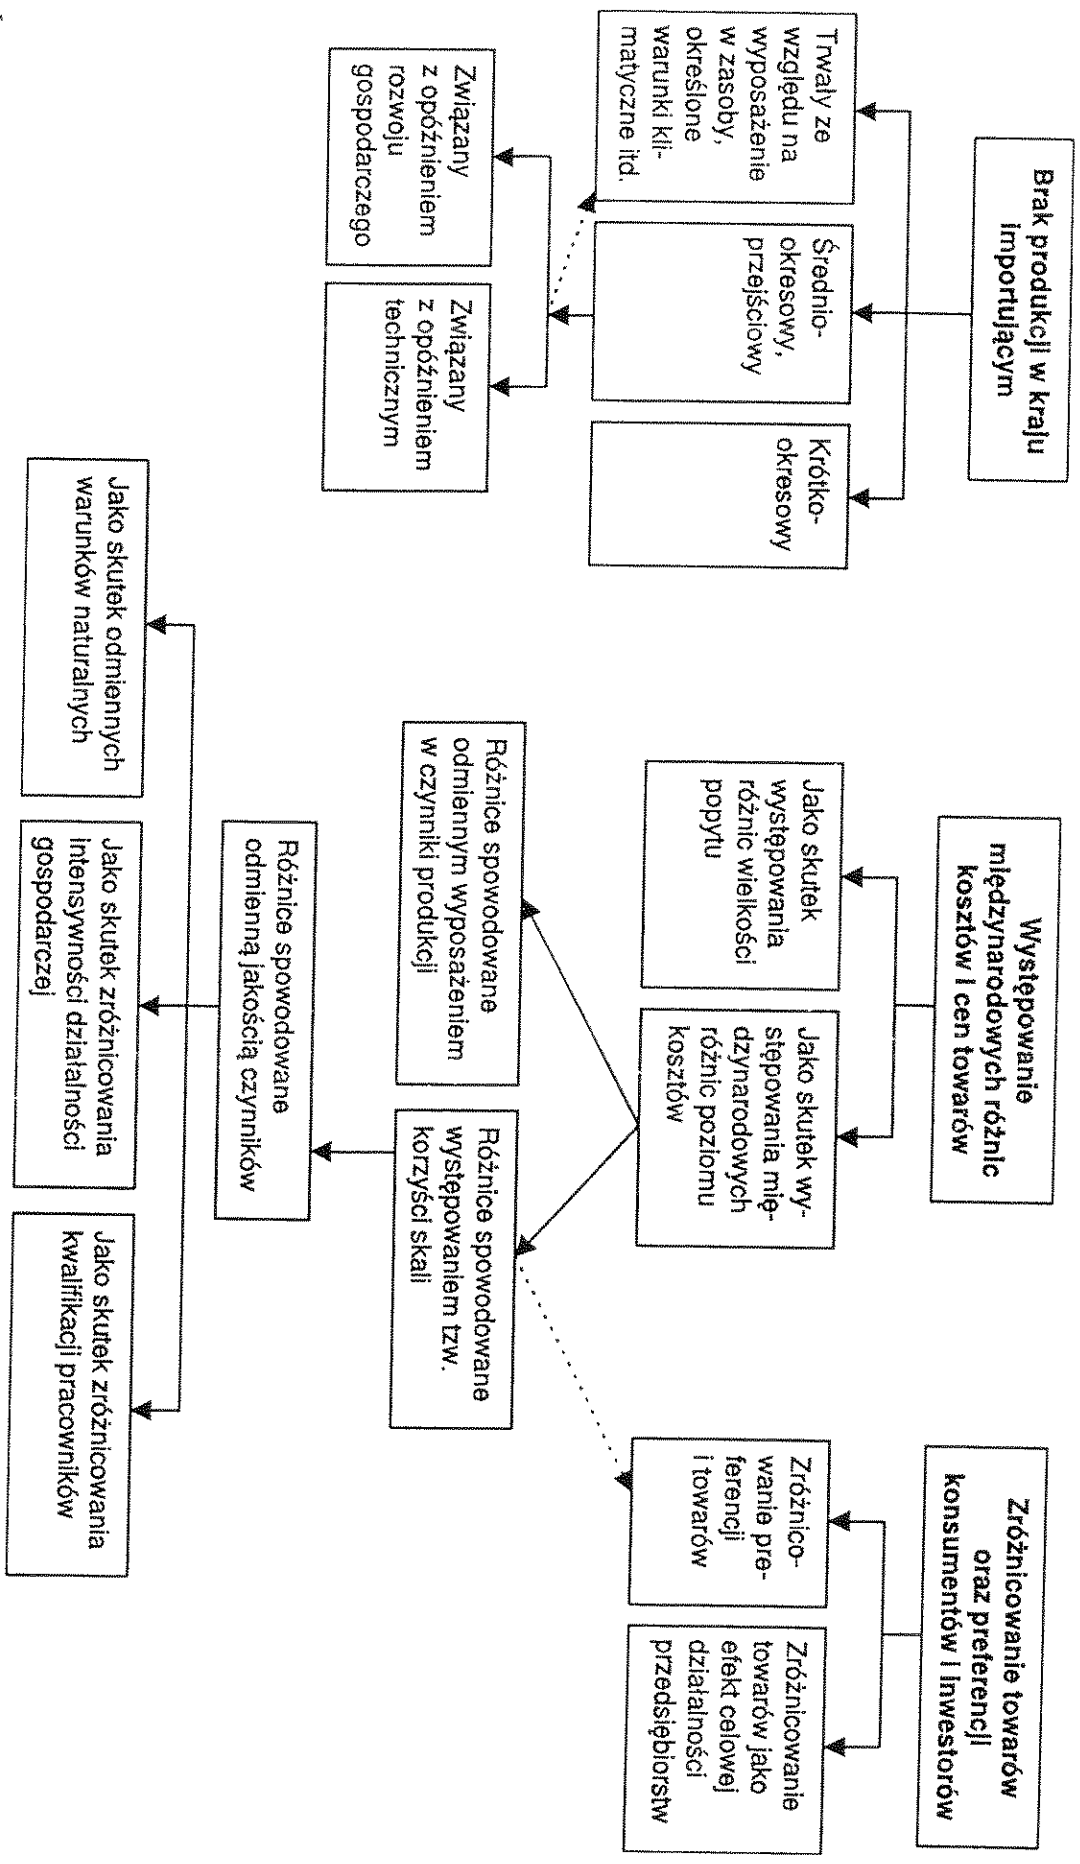 Brak produkcji w kraju
importującym
Trwały ze
względu na
wyposażenie
w zasoby,
określone
warunki kli-
matyczne itd.
Średnio-
okresowy,
przejściowy
Krótko-
okresowy
Związany
z opóźnieniem
rozwoju
gospodarczego
Związany
z opóźnieniem
technicznym
Występowanie
międzynarodowych różnic
kosztów i cen towarów
Jako skutek
występowania
różnic wielkości
popytu
Jako skutek wy-
stępowania mię-
dzynarodowych
różnic poziomu
kosztów
Różnice spowodowane
odmiennym wyposażeniem
w czynniki produkcji
Różnice spowodowane
występowaniem tzw.
korzyści skali
Różnice spowodowane
odmienną jakością czynników
Jako skutek odmiennych
warunków naturalnych
Jako skutek zróżnicowania
intensywności działalności
gospodarczej
Jako skutek zróżnicowania
kwalifikacji pracowników
Zróżnicowanie towarów
oraz preferencji
konsumentów i inwestorów
Zróżnico-
wanie pre-
ferencji
i towarów
Zróżnicowanie
towarów jako
efekt celowej
działalności
przedsiębiorstw